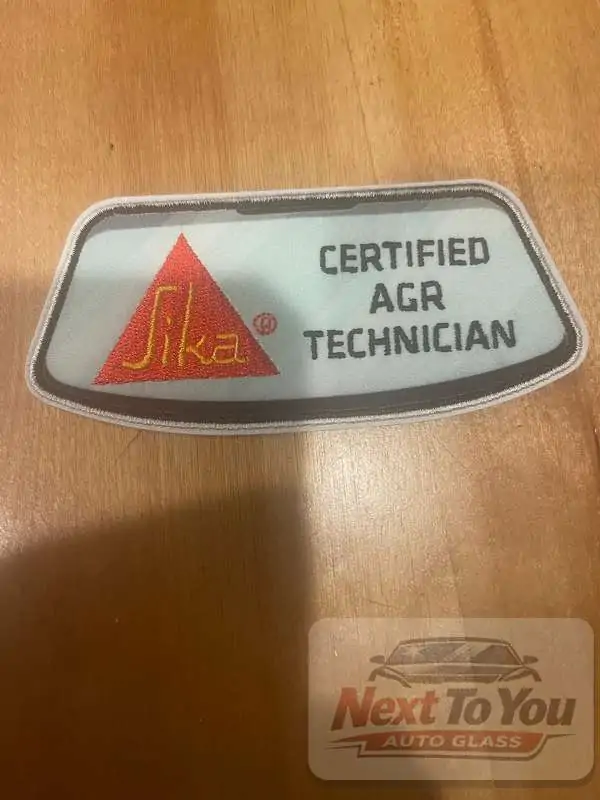 Sika®
CERTIFIED
AGR
TECHNICIAN
Next To You
AUTO GLASS